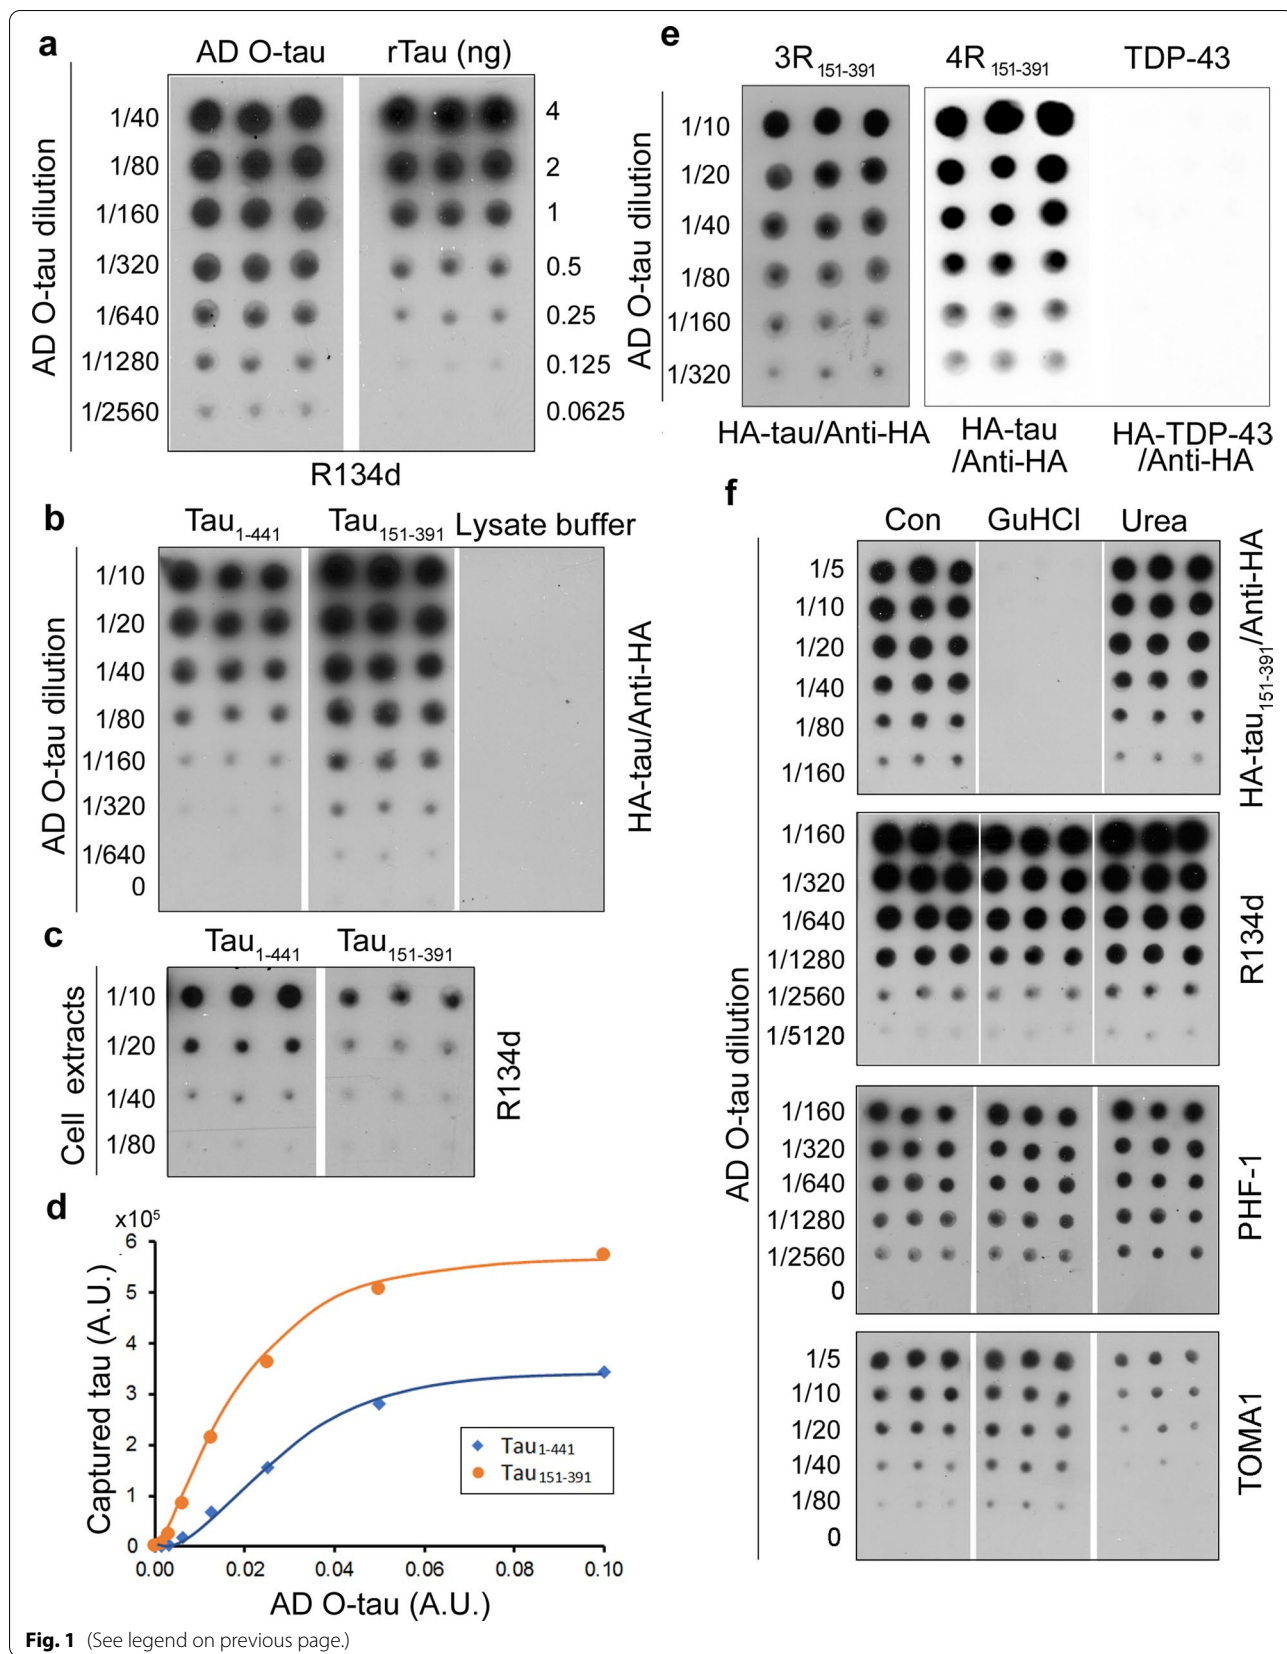 a
AD O-tau rTau (ng)
AD O-tau dilution
1/40 4
1/80 2
1/160 1
1/320 0.5
1/640 0.25
1/1280 0.125
1/2560 0.0625
R134d
b
Tau1-441 Tau151-391 Lysate buffer
AD O-tau dilution
1/10
1/20
1/40
1/80
1/160
1/320
1/640
0
HA-tau/Anti-HA
c
Tau1-441 Tau151-391
Cell extracts
1/10
1/20
1/40
1/80
R134d
d
x10⁵
Captured tau (A.U.)
6
5
4
3
2
1
0
Tau1-441
Tau151-391
0.00 0.02 0.04 0.06 0.08 0.10
AD O-tau (A.U.)
e
3R151-391 4R151-391 TDP-43
AD O-tau dilution
1/10
1/20
1/40
1/80
1/160
1/320
HA-tau/Anti-HA HA-tau HA-TDP-43
/Anti-HA /Anti-HA
f
Con GuHCl Urea
AD O-tau dilution
1/5
1/10
1/20
1/40
1/80
1/160
HA-tau151-391/Anti-HA
1/160
1/320
1/640
1/1280
1/2560
1/5120
R134d
1/160
1/320
1/640
1/1280
1/2560
0
PHF-1
1/5
1/10
1/20
1/40
1/80
0
TOMA1
Fig. 1 (See legend on previous page.)